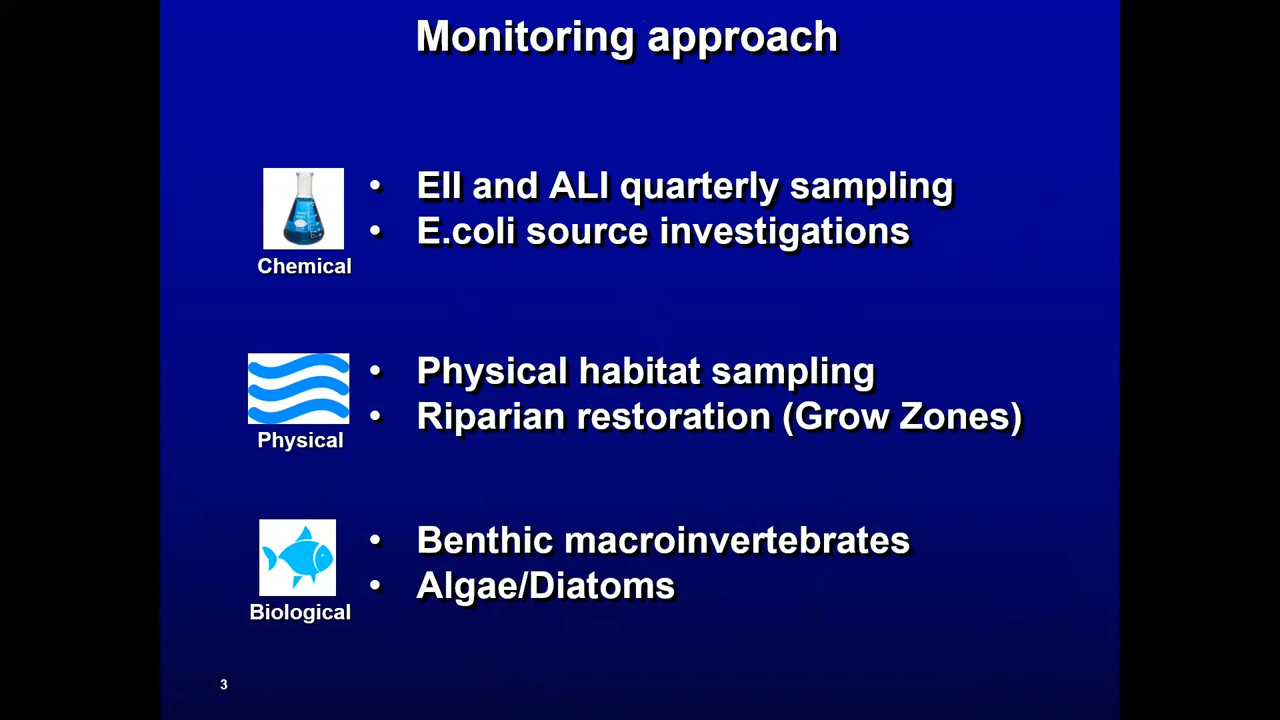 Monitoring approach
• EII and ALI quarterly sampling
• E.coli source investigations
Chemical
• Physical habitat sampling
• Riparian restoration (Grow Zones)
Physical
• Benthic macroinvertebrates
• Algae/Diatoms
Biological
3